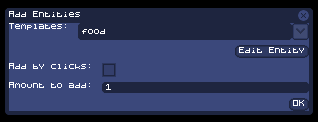 Add Entities
Templates:
food
Edit Entity
Add by clicks:
Amount to add:
1
OK